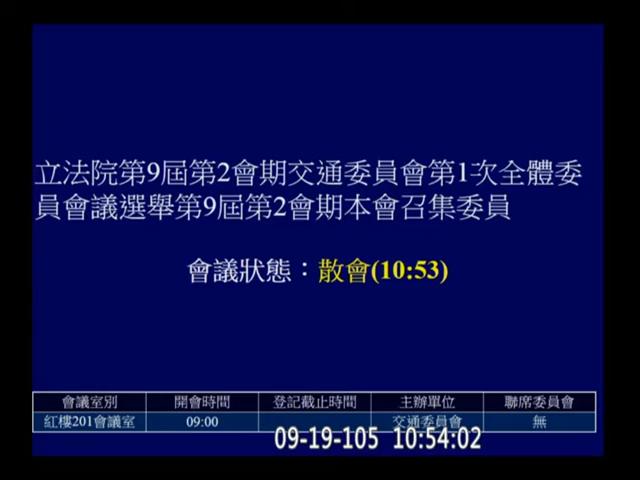 立法院第9屆第2會期交通委員會第1次全體委
員會議選舉第9屆第2會期本會召集委員
會議狀態：散會(10:53)
會議室別 開會時間 登記截止時間 主辦單位 聯席委員會
紅樓201會議室 09:00 交通委員會 無
09-19-105 10:54:02